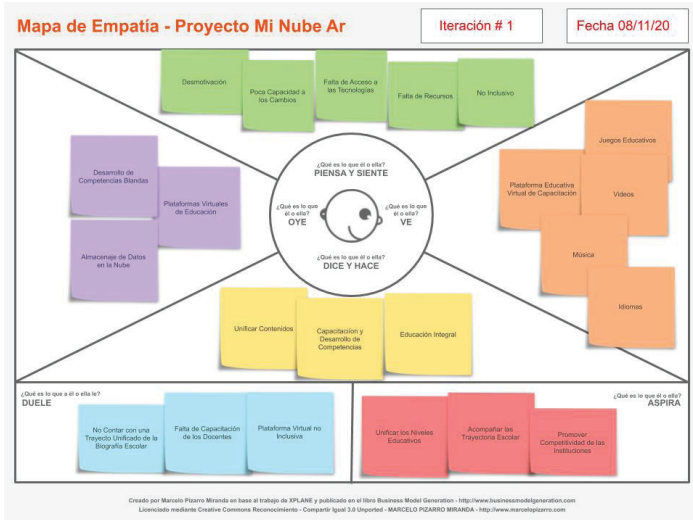 Mapa de Empatía - Proyecto Mi Nube Ar
Iteración # 1
Fecha 08/11/20
Desmotivación
Poca Capacidad a
los Cambios
Falta de Acceso a
las Tecnologías
Falta de Recursos
No Inclusivo
Desarrollo de
Competencias Blandas
Plataformas Virtuales
de Educación
Almacenaje de Datos
en la Nube
¿Qué es lo que él o ella?
PIENSA Y SIENTE
¿Qué es lo que
él o ella?
OYE
¿Qué es lo que
él o ella?
VE
¿Qué es lo que él o ella?
DICE Y HACE
Juegos Educativos
Plataforma Educativa
Virtual de Capacitación
Videos
Música
Idiomas
Unificar Contenidos
Capacitacion y
Desarrollo de
Competencias
Educación Integral
¿Qué es lo que a él o ella le?
DUELE
No Contar con una
Trayecto Unificado de la
Biografía Escolar
Falta de Capacitación
de los Docentes
Plataforma Virtual no
Inclusiva
¿Qué es lo que él o ella?
ASPIRA
Unificar los Niveles
Educativos
Acompañar las
Trayectoria Escolar
Promover
Competitividad de las
Instituciones
Creado por Marcelo Pizarro Miranda en base al trabajo de XPLANE y publicado en el libro Business Model Generation - http://www.businessmodelgeneration.com
Licenciado mediante Creative Commons Reconocimiento - Compartir Igual 3.0 Unported - MARCELO PIZARRO MIRANDA - http://www.marcelopizarro.com